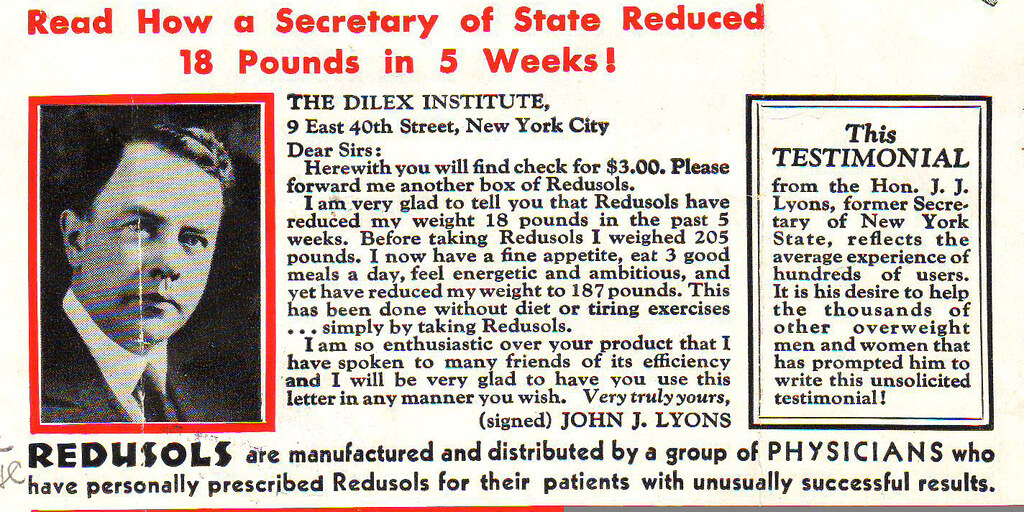 Read How a Secretary of State Reduced
18 Pounds in 5 Weeks!
THE DILEX INSTITUTE,
9 East 40th Street, New York City
Dear Sirs:
Herewith you will find check for $3.00. Please
forward me another box of Redusols.
I am very glad to tell you that Redusols have
reduced my weight 18 pounds in the past 5
weeks. Before taking Redusols I weighed 205
pounds. I now have a fine appetite, eat 3 good
meals a day, feel energetic and ambitious, and
yet have reduced my weight to 187 pounds. This
has been done without diet or tiring exercises
... simply by taking Redusols.
I am so enthusiastic over your product that I
have spoken to many friends of its efficiency
and I will be very glad to have you use this
letter in any manner you wish. Very truly yours,
(signed) JOHN J. LYONS
This
TESTIMONIAL
from the Hon. J. J.
Lyons, former Secre-
tary of New York
State, reflects the
average experience of
hundreds of users.
It is his desire to help
the thousands of
other overweight
men and women that
has prompted him to
write this unsolicited
testimonial!
REDUSOLS are manufactured and distributed by a group of PHYSICIANS who
have personally prescribed Redusols for their patients with unusually successful results.